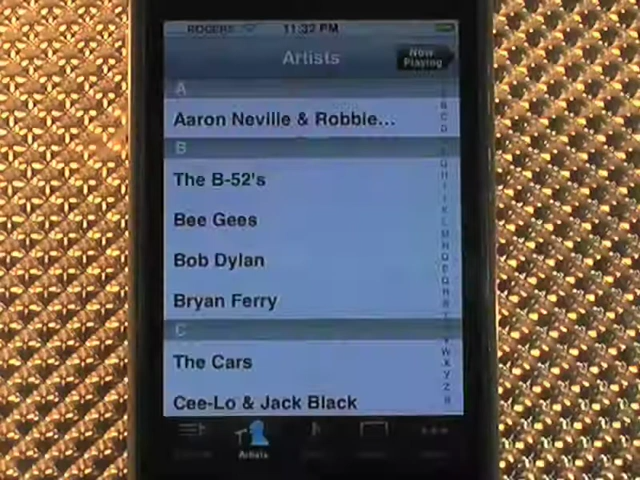 ROGERS 11:32 PM
Artists
Now Playing
A
Aaron Neville & Robbie...
B
The B-52's
Bee Gees
Bob Dylan
Bryan Ferry
C
The Cars
Cee-Lo & Jack Black
Artists